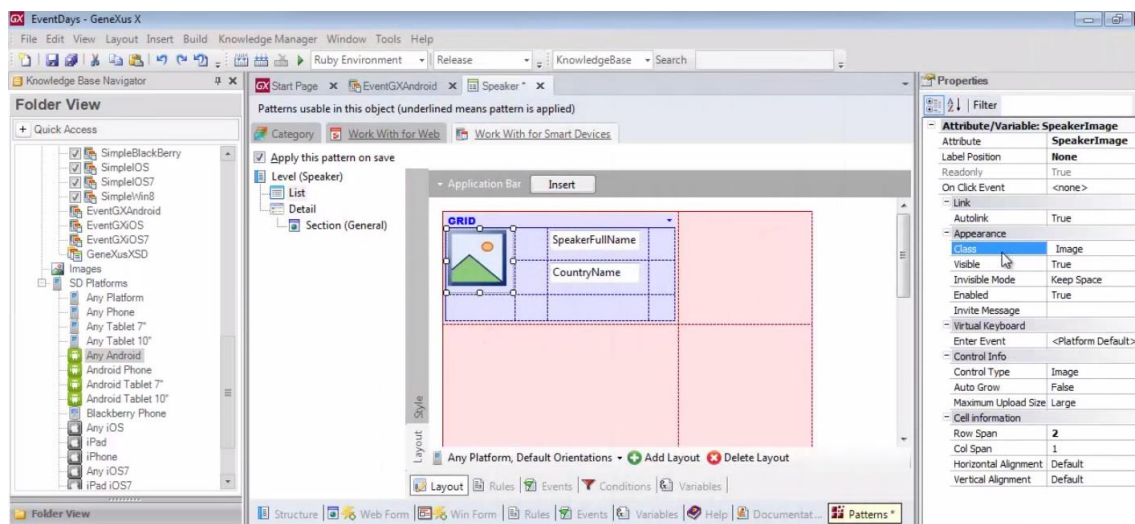 EventDays - GeneXus X
File Edit View Layout Insert Build Knowledge Manager Window Tools Help
Ruby Environment Release KnowledgeBase Search
Knowledge Base Navigator
Folder View
+ Quick Access
SimpleBlackBerry
SimpleIOS
SimpleIOS7
SimpleWin8
EventGXAndroid
EventGXiOS
EventGXiOS7
GeneXusXSD
Images
SD Platforms
Any Platform
Any Phone
Any Tablet 7"
Any Tablet 10"
Any Android
Android Phone
Android Tablet 7"
Android Tablet 10"
Blackberry Phone
Any iOS
iPad
iPhone
Any iOS7
iPad iOS7
Folder View
Start Page EventGXAndroid Speaker *
Patterns usable in this object (underlined means pattern is applied)
Category Work With for Web Work With for Smart Devices
Apply this pattern on save
Level (Speaker)
List
Detail
Section (General)
Application Bar Insert
GRID
SpeakerFullName
CountryName
Style
Layout
Any Platform, Default Orientations Add Layout Delete Layout
Layout Rules Events Conditions Variables
Structure Web Form Win Form Rules Events Variables Help Documentat... Patterns *
Properties
Filter
Attribute/Variable: SpeakerImage
Attribute SpeakerImage
Label Position None
Readonly True
On Click Event <none>
Link
Autolink True
Appearance
Class Image
Visible True
Invisible Mode Keep Space
Enabled True
Invite Message
Virtual Keyboard
Enter Event <Platform Default>
Control Info
Control Type Image
Auto Grow False
Maximum Upload Size Large
Cell information
Row Span 2
Col Span 1
Horizontal Alignment Default
Vertical Alignment Default